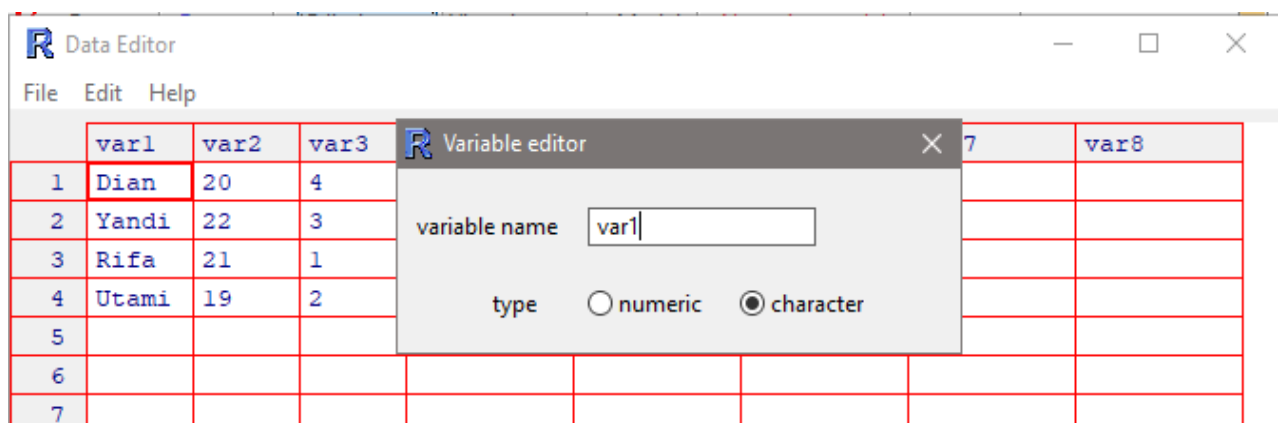 R Data Editor
File Edit Help
var1 var2 var3 7 var8
1 Dian 20 4
2 Yandi 22 3
3 Rifa 21 1
4 Utami 19 2
5
6
7
R Variable editor
variable name var1
type numeric character